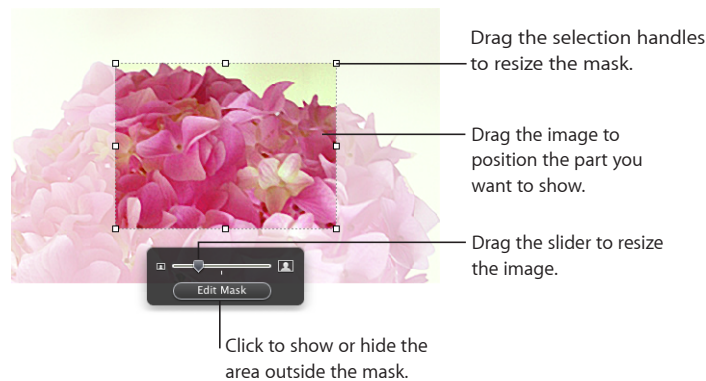 Drag the selection handles
to resize the mask.
Drag the image to
position the part you
want to show.
Drag the slider to resize
the image.
Edit Mask
Click to show or hide the
area outside the mask.